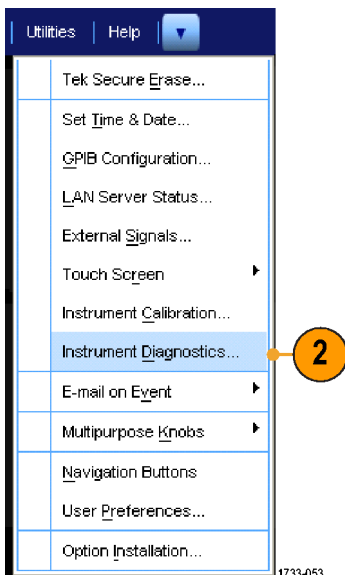 Utilities Help
Tek Secure Erase...
Set Time & Date...
GPIB Configuration...
LAN Server Status...
External Signals...
Touch Screen
Instrument Calibration...
Instrument Diagnostics...
2
E-mail on Event
Multipurpose Knobs
Navigation Buttons
User Preferences...
Option Installation...
1733-053